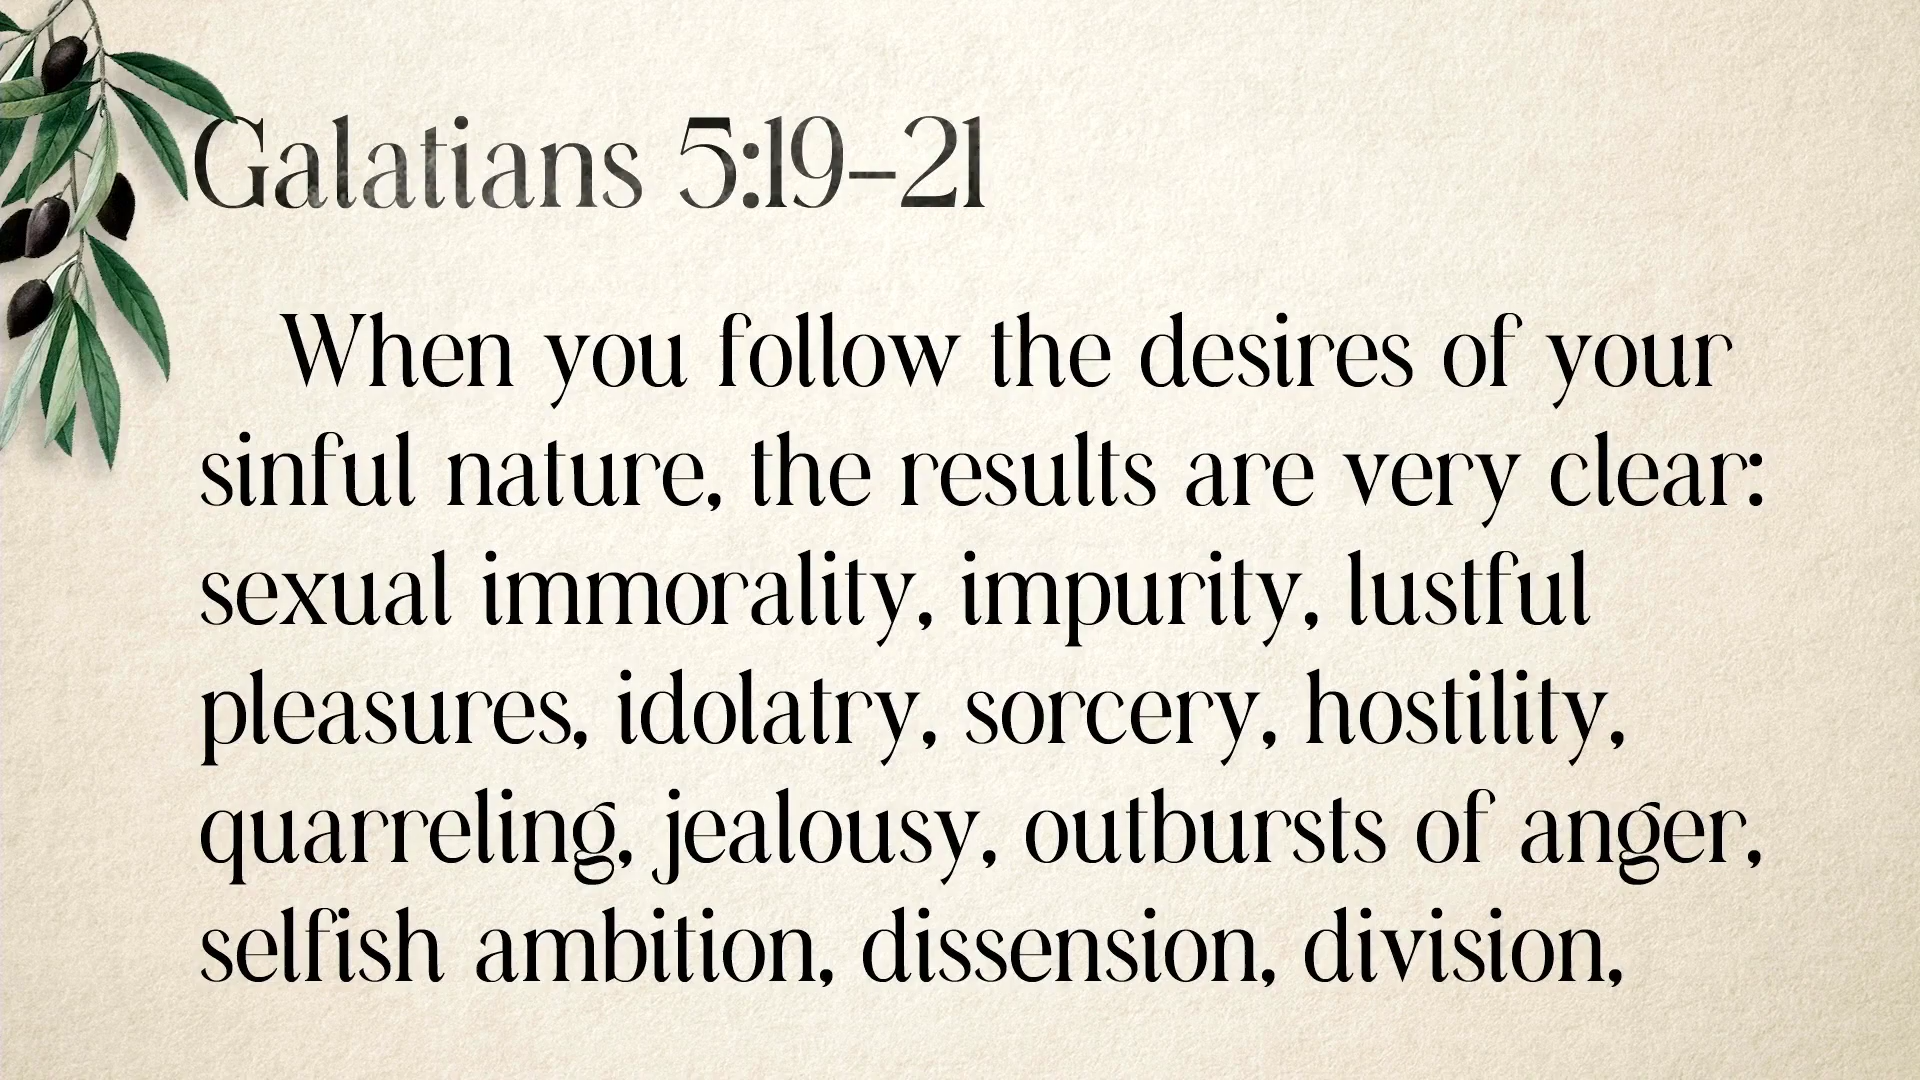 Galatians 5:19–21
When you follow the desires of your
sinful nature, the results are very clear:
sexual immorality, impurity, lustful
pleasures, idolatry, sorcery, hostility,
quarreling, jealousy, outbursts of anger,
selfish ambition, dissension, division,